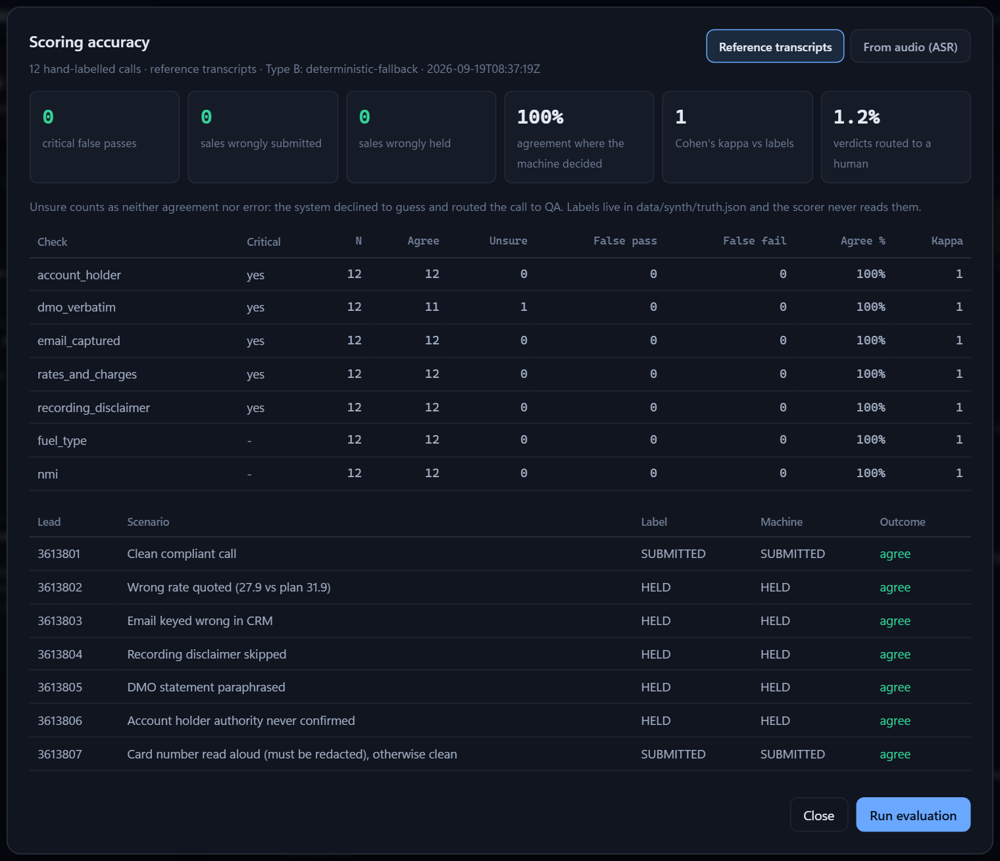 Scoring accuracy
Reference transcripts
From audio (ASR)
12 hand-labelled calls · reference transcripts · Type B: deterministic-fallback · 2026-09-19T08:37:19Z
0
critical false passes
0
sales wrongly submitted
0
sales wrongly held
100%
agreement where the
machine decided
1
Cohen's kappa vs labels
1.2%
verdicts routed to a
human
Unsure counts as neither agreement nor error: the system declined to guess and routed the call to QA. Labels live in data/synth/truth.json and the scorer never reads them.
Check Critical N Agree Unsure False pass False fail Agree % Kappa
account_holder yes 12 12 0 0 0 100% 1
dmo_verbatim yes 12 11 1 0 0 100% 1
email_captured yes 12 12 0 0 0 100% 1
rates_and_charges yes 12 12 0 0 0 100% 1
recording_disclaimer yes 12 12 0 0 0 100% 1
fuel_type - 12 12 0 0 0 100% 1
nmi - 12 12 0 0 0 100% 1
Lead Scenario Label Machine Outcome
3613801 Clean compliant call SUBMITTED SUBMITTED agree
3613802 Wrong rate quoted (27.9 vs plan 31.9) HELD HELD agree
3613803 Email keyed wrong in CRM HELD HELD agree
3613804 Recording disclaimer skipped HELD HELD agree
3613805 DMO statement paraphrased HELD HELD agree
3613806 Account holder authority never confirmed HELD HELD agree
3613807 Card number read aloud (must be redacted), otherwise clean SUBMITTED SUBMITTED agree
Close
Run evaluation